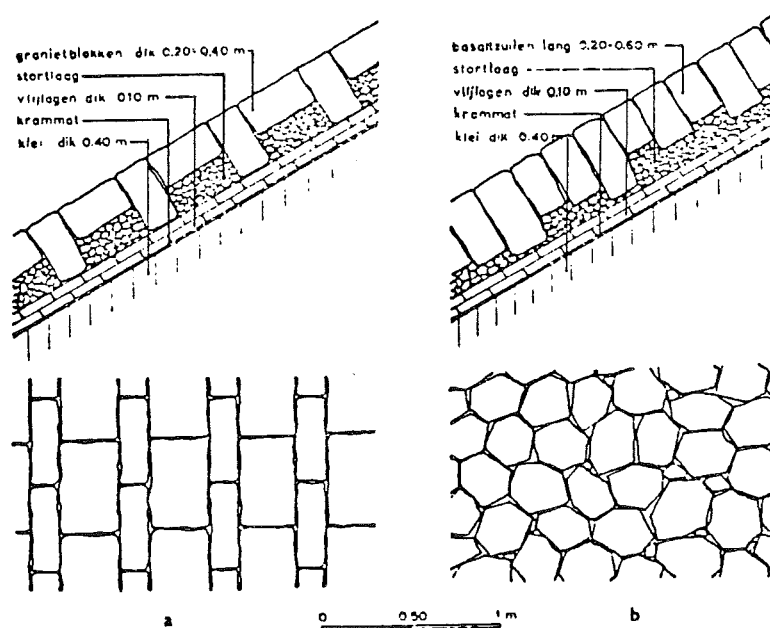 granietblokken dik 0.20-0.40 m
stortlaag
vlijlagen dik 0.10 m
krammat
klei dik 0.40 m
basaltzuilen lang 0.20-0.60 m
stortlaag
vlijlagen dik 0.10 m
krammat
klei dik 0.40
a
0 0.50 1 m
b